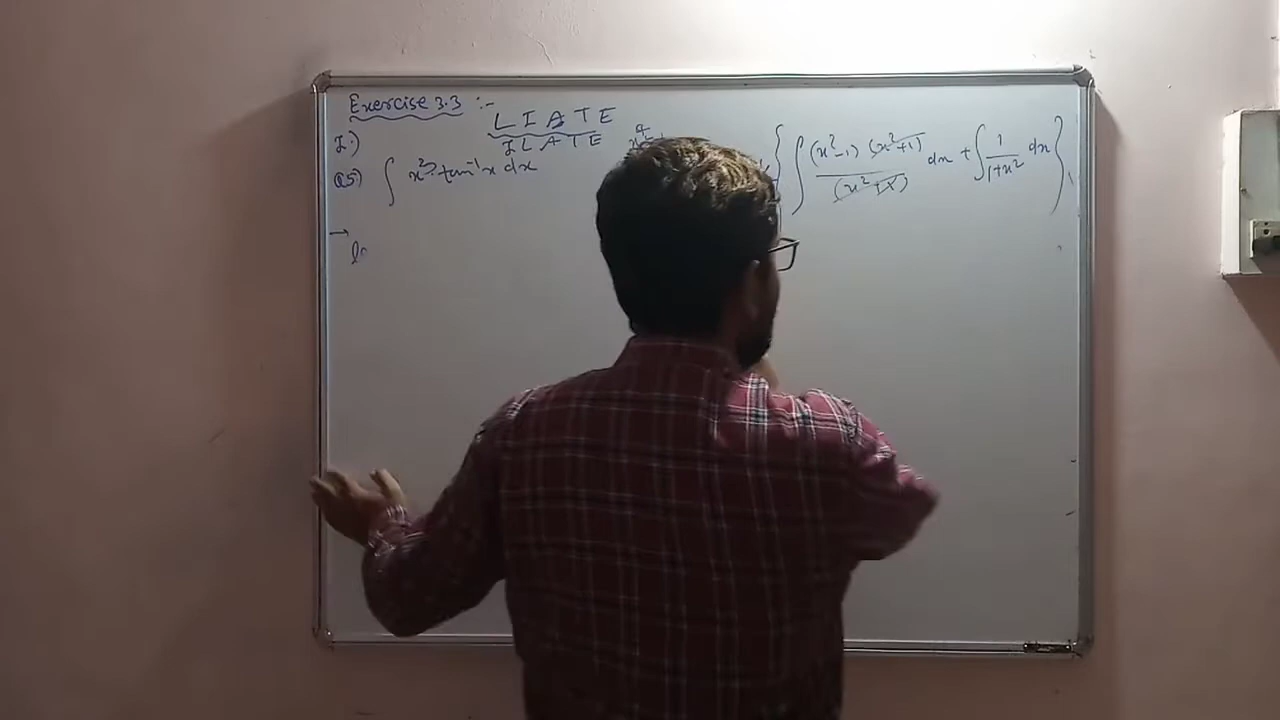 Exercise 3.3 :-
L I A T E
I L A T E
I.)
Q5) ∫ x² tan⁻¹x dx
{ ∫ (x²-1) (x²+1) / (x²+1) dx + ∫ 1/(1+x²) dx }
→